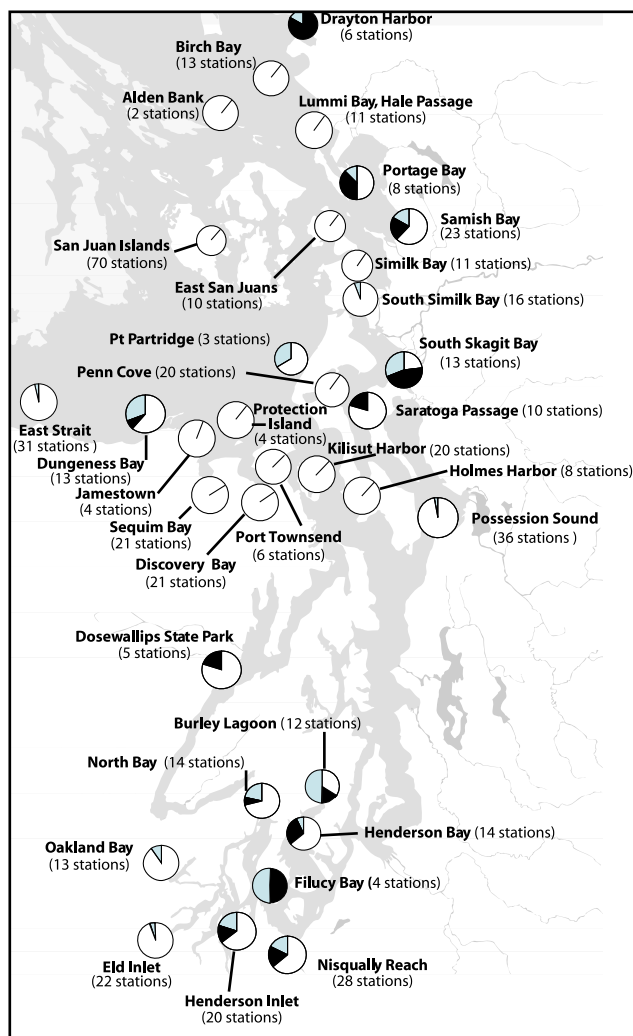 Drayton Harbor
(6 stations)
Birch Bay
(13 stations)
Alden Bank
(2 stations)
Lummi Bay, Hale Passage
(11 stations)
Portage Bay
(8 stations)
Samish Bay
(23 stations)
San Juan Islands
(70 stations)
East San Juans
(10 stations)
Similk Bay (11 stations)
South Similk Bay (16 stations)
Pt Partridge (3 stations)
South Skagit Bay
(13 stations)
Penn Cove (20 stations)
Saratoga Passage (10 stations)
Protection
Island
(4 stations)
East Strait
(31 stations )
Dungeness Bay
(13 stations)
Kilisut Harbor (20 stations)
Holmes Harbor (8 stations)
Jamestown
(4 stations)
Sequim Bay
(21 stations)
Port Townsend
(6 stations)
Possession Sound
(36 stations )
Discovery Bay
(21 stations)
Dosewallips State Park
(5 stations)
Burley Lagoon (12 stations)
North Bay (14 stations)
Henderson Bay (14 stations)
Oakland Bay
(13 stations)
Filucy Bay (4 stations)
Eld Inlet
(22 stations)
Nisqually Reach
(28 stations)
Henderson Inlet
(20 stations)